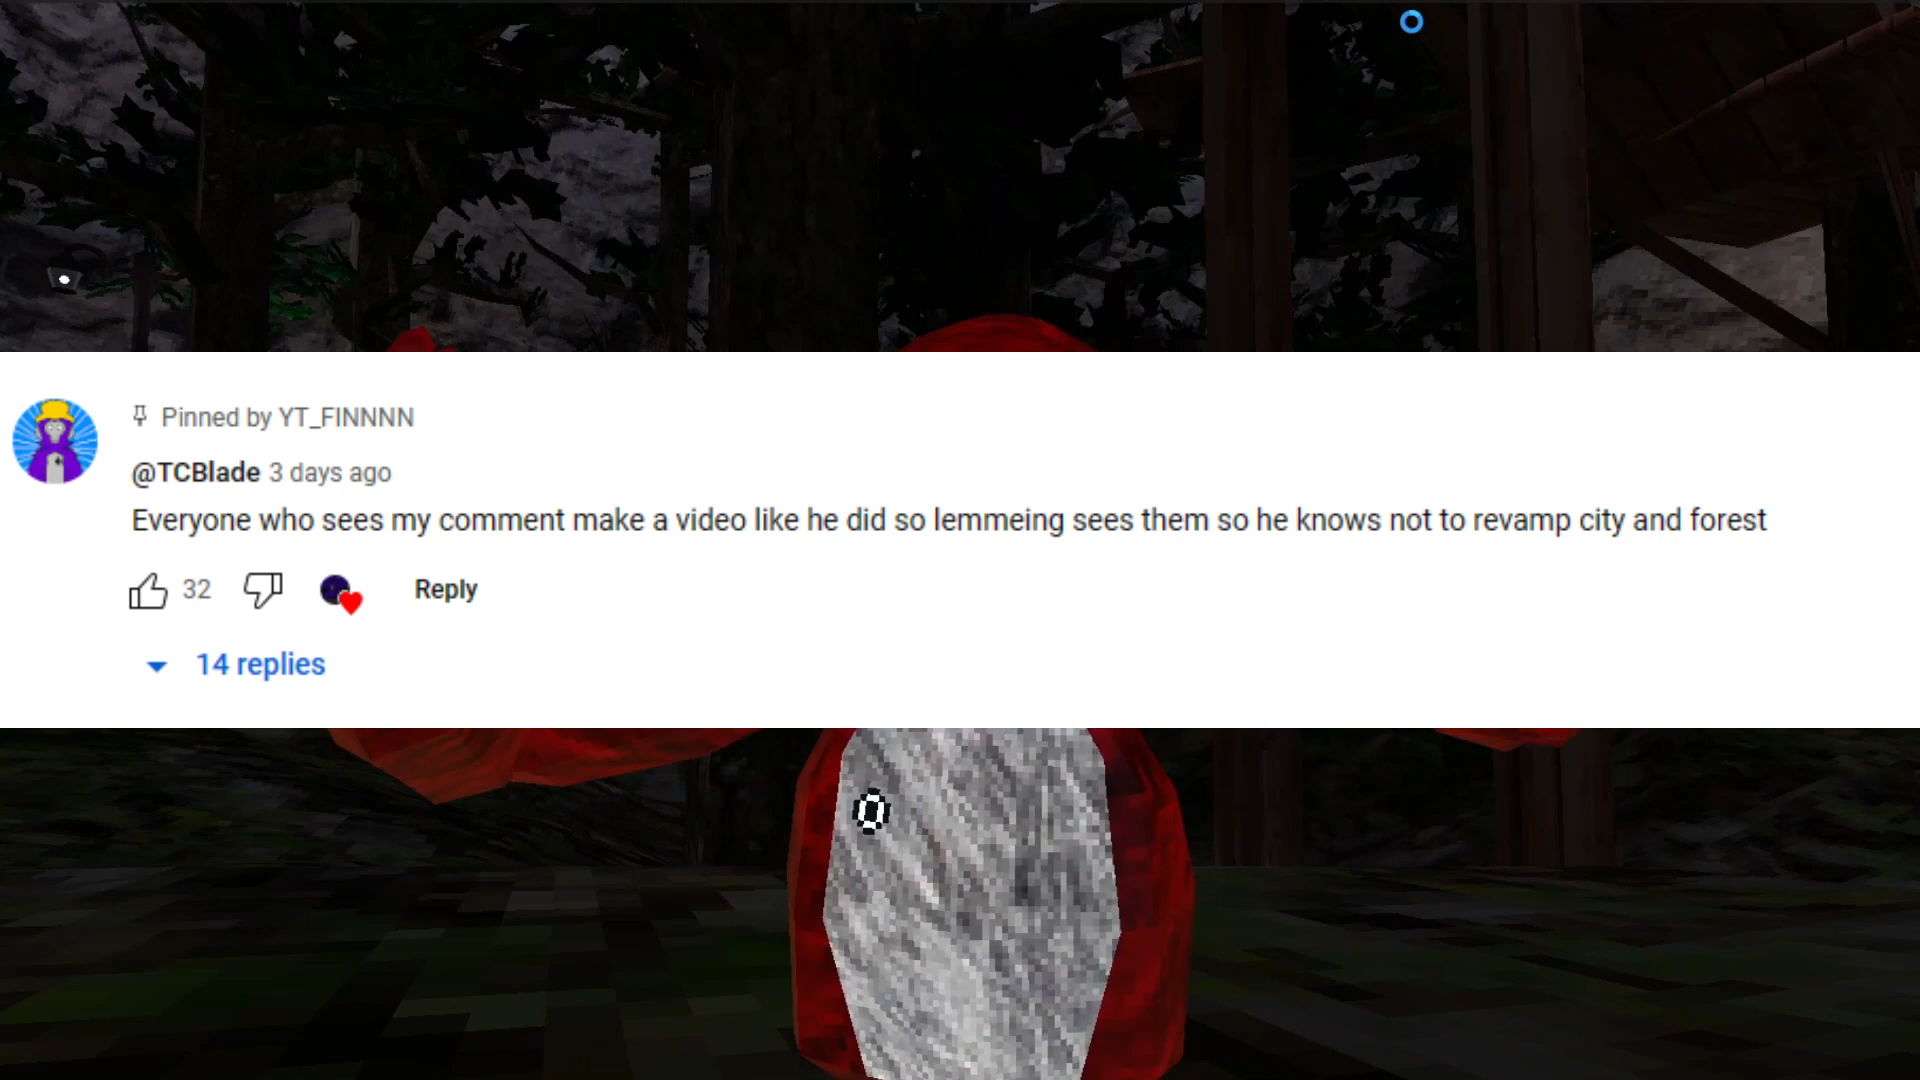 Pinned by YT_FINNNN
@TCBlade 3 days ago
Everyone who sees my comment make a video like he did so lemmeing sees them so he knows not to revamp city and forest
32
Reply
14 replies